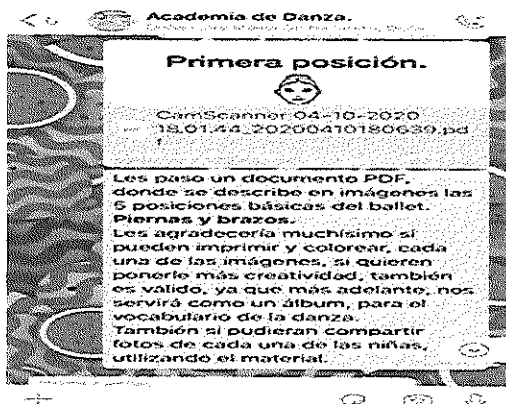 Academia de Danza.
Primera posición.
CamScanner 04-10-2020
18.01.44_20200410180639.pd
f
Les paso un documento PDF,
donde se describe en imágenes las
5 posiciones básicas del ballet.
Piernas y brazos.
Les agradecería muchísimo si
pueden imprimir y colorear, cada
una de las imágenes, si quieren
ponerle más creatividad, también
es válido, ya que más adelante, nos
servirá como un álbum, para el
vocabulario de la danza.
También si pudieran compartir
fotos de cada una de las niñas,
utilizando el material.